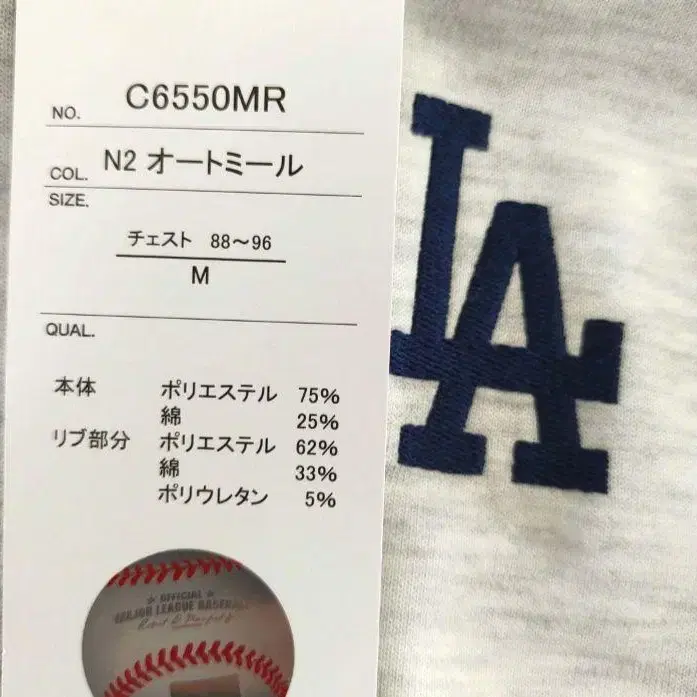 NO. C6550MR
COL. N2 オートミール
SIZE.
チェスト 88〜96
M
QUAL.
本体 ポリエステル 75%
綿 25%
リブ部分 ポリエステル 62%
綿 33%
ポリウレタン 5%
OFFICIAL
MAJOR LEAGUE BASEBALL
LA